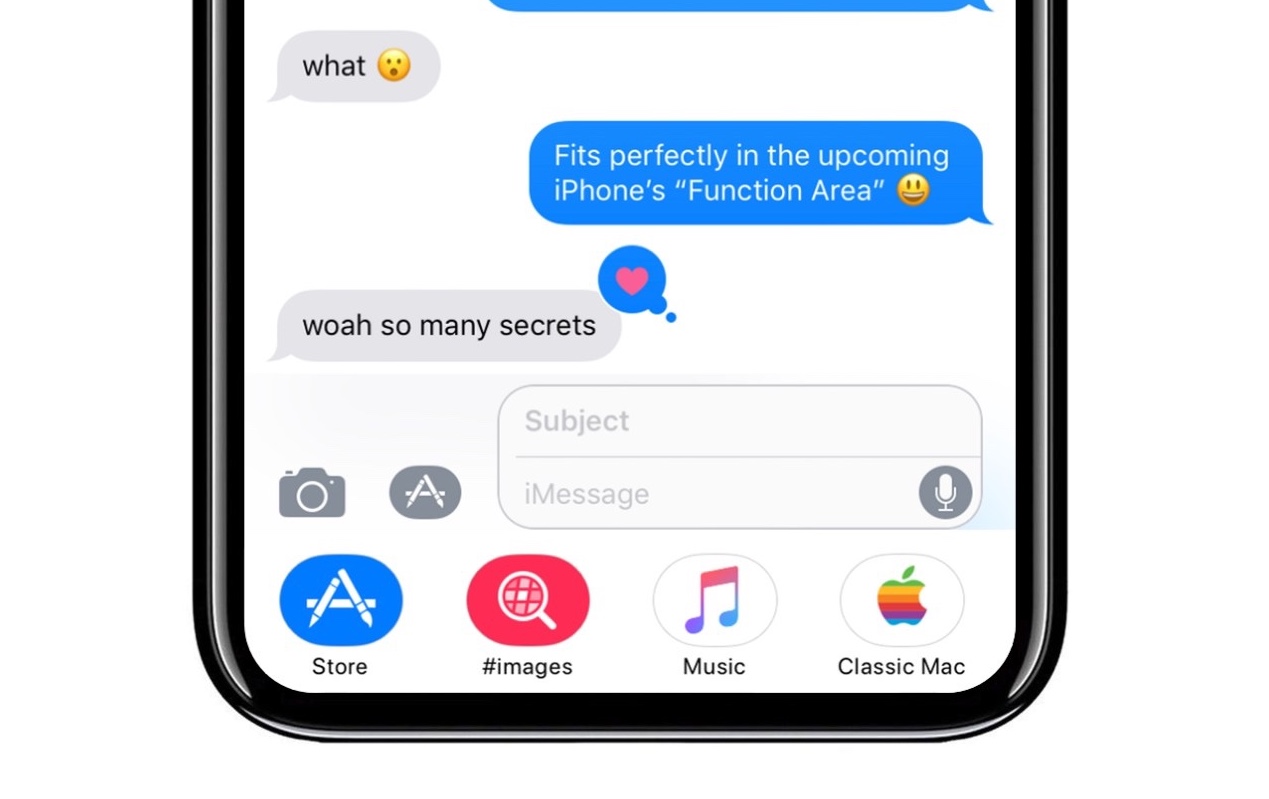 what 😮
Fits perfectly in the upcoming
iPhone’s “Function Area” 😃
woah so many secrets
Subject
iMessage
Store
#images
Music
Classic Mac